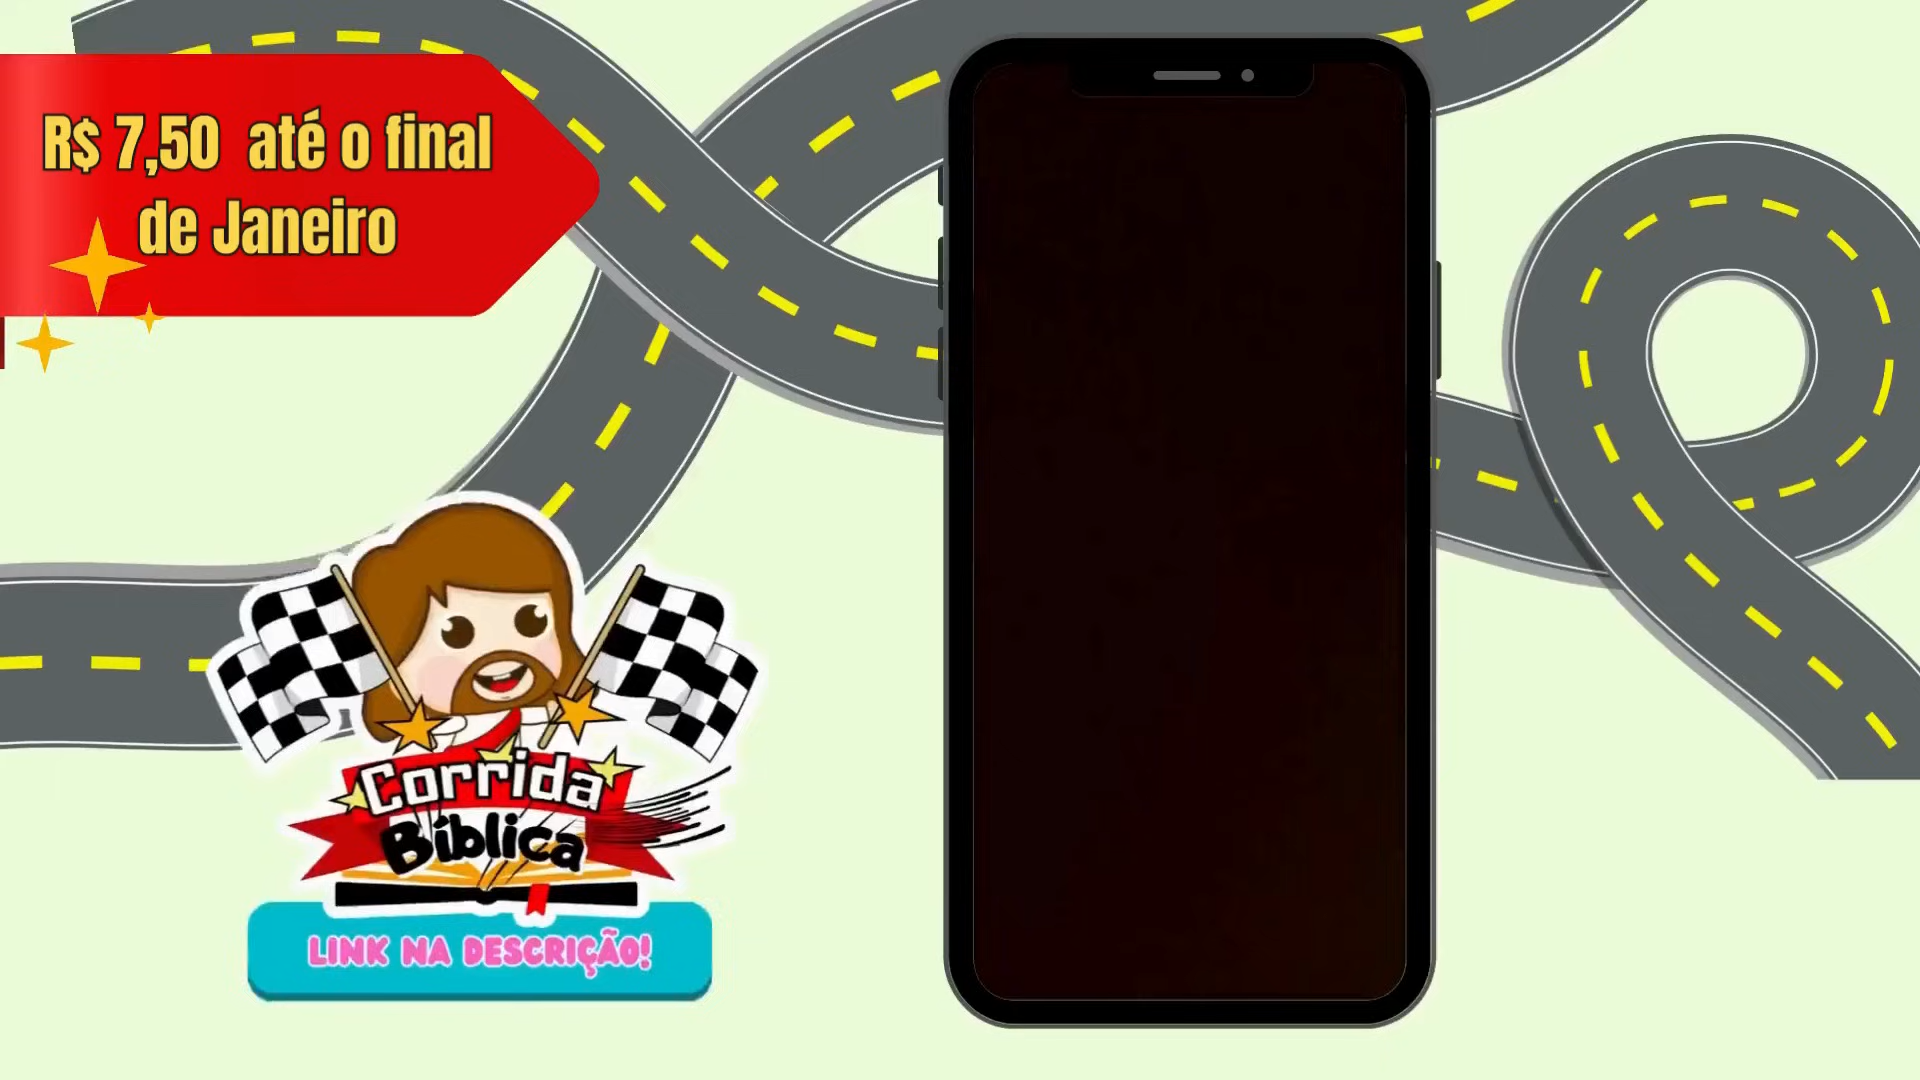 R$ 7,50 até o final
de Janeiro
Corrida
Bíblica
LINK NA DESCRIÇÃO!